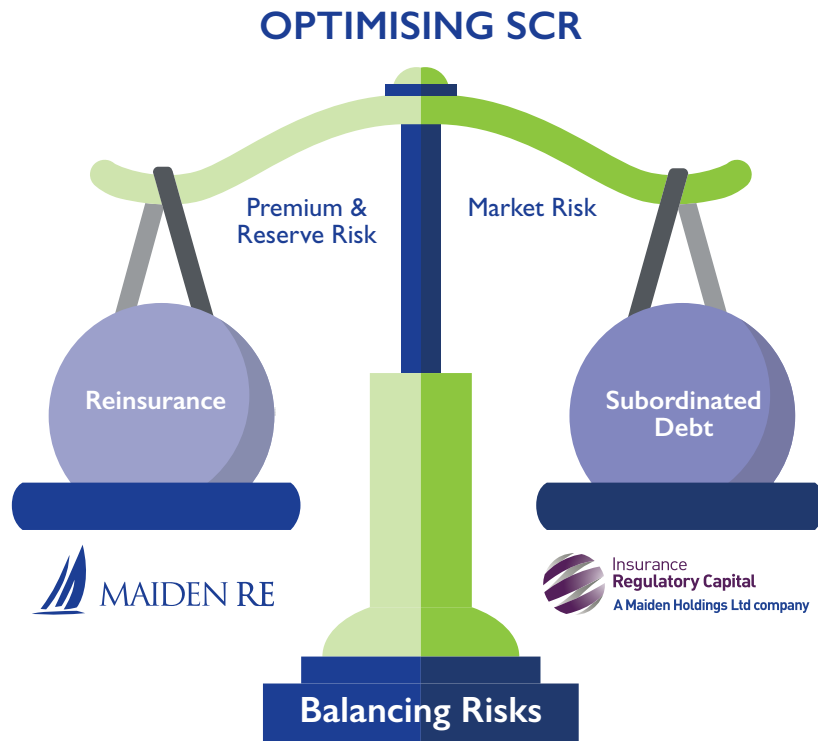 OPTIMISING SCR
Premium &
Reserve Risk
Market Risk
Reinsurance
Subordinated
Debt
MAIDEN RE
Insurance
Regulatory Capital
A Maiden Holdings Ltd company
Balancing Risks